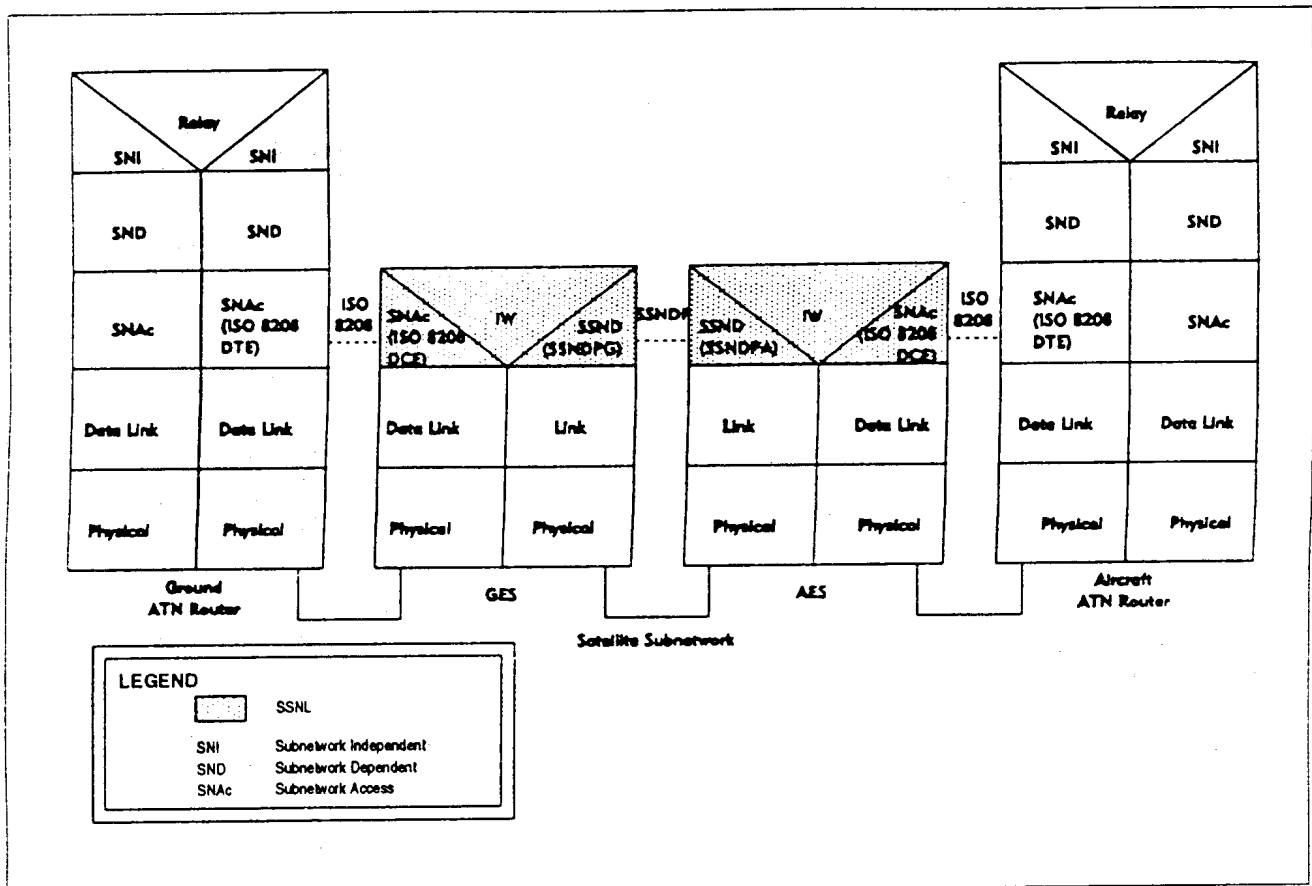 Relay
SNI
SNI
SND
SND
SNAc
SNAc
(ISO 8208
DTE)
Data Link
Data Link
Physical
Physical
Ground
ATN Router
ISO
8208
SNAc
(ISO 8208
DCE)
IW
SSND
(SSNDPG)
Data Link
Link
Physical
Physical
GES
SSNDP
SSND
(SSNDPA)
IW
SNAc
(ISO 8208
DCE)
Link
Data Link
Physical
Physical
AES
Satellite Subnetwork
ISO
8208
Relay
SNI
SNI
SND
SND
SNAc
(ISO 8208
DTE)
SNAc
Data Link
Data Link
Physical
Physical
Aircraft
ATN Router
LEGEND
SSNL
SNI Subnetwork Independent
SND Subnetwork Dependent
SNAc Subnetwork Access